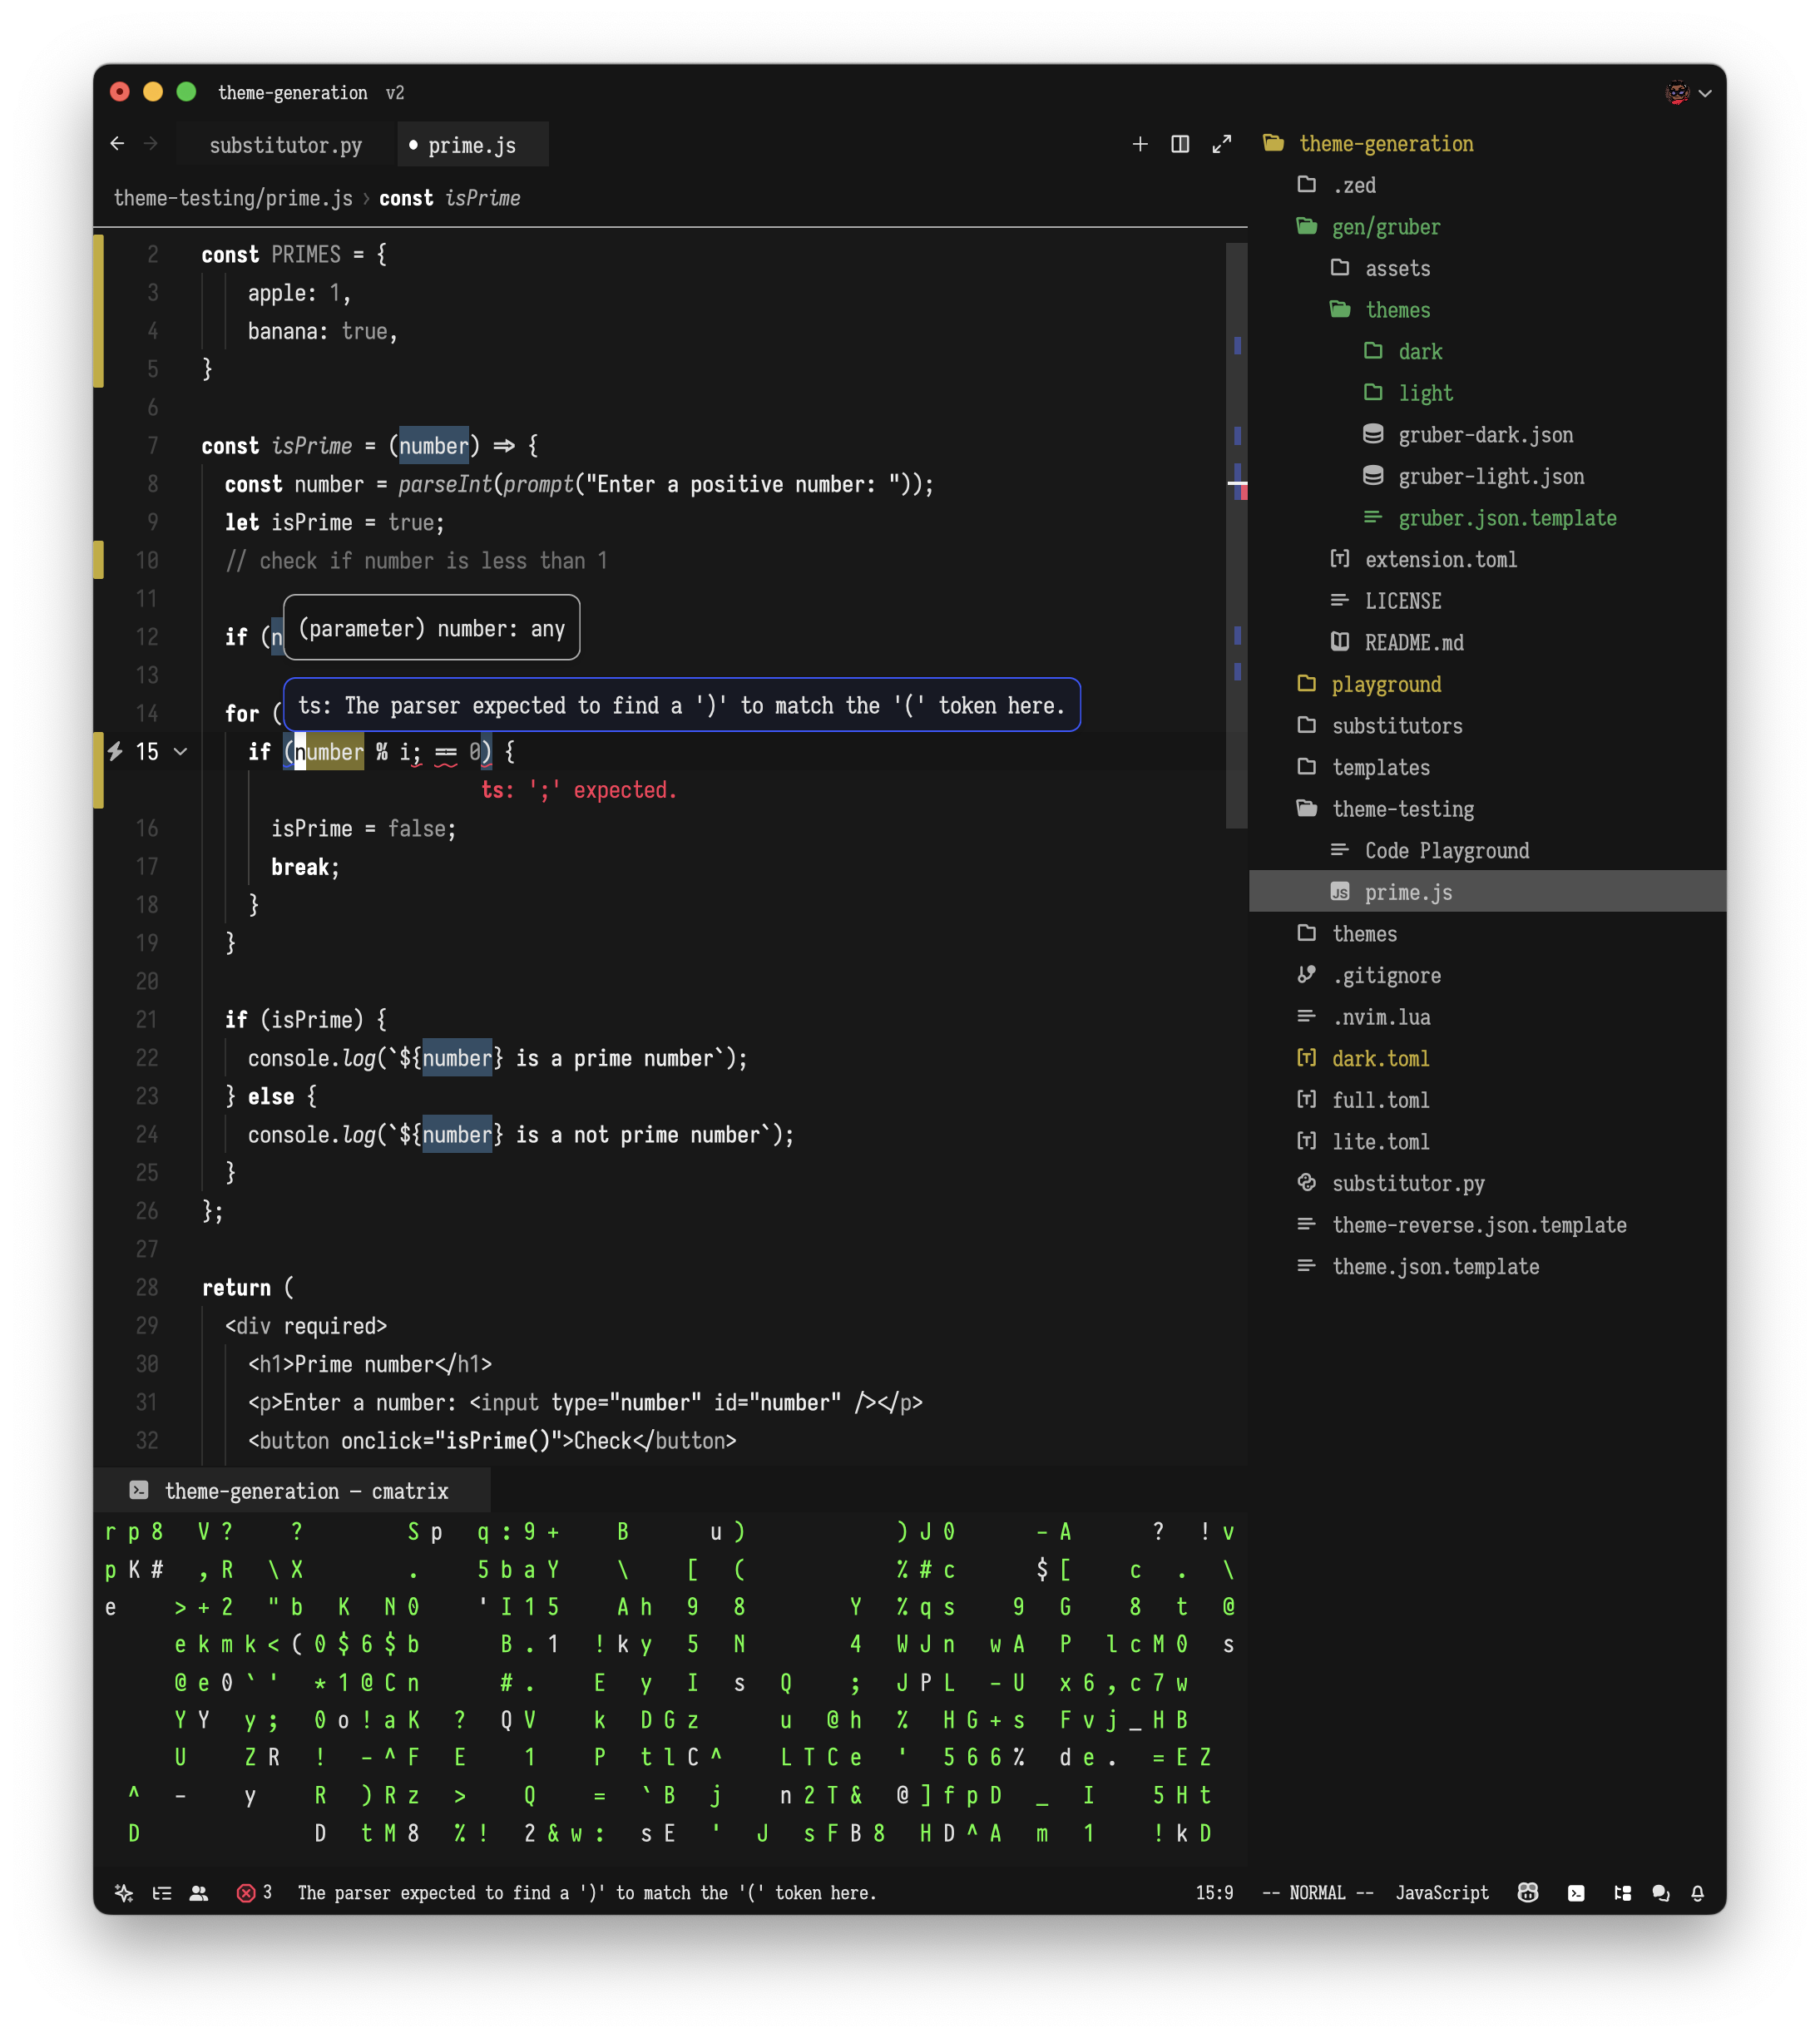 theme-generation v2
substitutor.py
prime.js
theme-testing/prime.js › const isPrime
2 const PRIMES = {
3 apple: 1,
4 banana: true,
5 }
6
7 const isPrime = (number) => {
8 const number = parseInt(prompt("Enter a positive number: "));
9 let isPrime = true;
10 // check if number is less than 1
11
(parameter) number: any
12 if (n
13
ts: The parser expected to find a ')' to match the '(' token here.
14 for (
15 if (number % i; == 0) {
ts: ';' expected.
16 isPrime = false;
17 break;
18 }
19 }
20
21 if (isPrime) {
22 console.log(`${number} is a prime number`);
23 } else {
24 console.log(`${number} is a not prime number`);
25 }
26 };
27
28 return (
29 <div required>
30 <h1>Prime number</h1>
31 <p>Enter a number: <input type="number" id="number" /></p>
32 <button onclick="isPrime()">Check</button>
theme-generation
.zed
gen/gruber
assets
themes
dark
light
gruber-dark.json
gruber-light.json
gruber.json.template
[T] extension.toml
LICENSE
README.md
playground
substitutors
templates
theme-testing
Code Playground
JS prime.js
themes
.gitignore
.nvim.lua
[T] dark.toml
[T] full.toml
[T] lite.toml
substitutor.py
theme-reverse.json.template
theme.json.template
theme-generation — cmatrix
r p 8 V ? ? S p q : 9 + B u ) ) J 0 - A ? ! v
p K # , R \ X . 5 b a Y \ [ ( % # c $ [ c . \
e > + 2 " b K N 0 ' I 1 5 A h 9 8 Y % q s 9 G 8 t @
e k m k < ( 0 $ 6 $ b B . 1 ! k y 5 N 4 W J n w A P l c M 0 s
@ e 0 ` ' * 1 @ C n # . E y I s Q ; J P L - U x 6 , c 7 w
Y Y y ; 0 o ! a K ? Q V k D G z u @ h % H G + s F v j _ H B
U Z R ! - ^ F E 1 P t l C ^ L T C e ' 5 6 6 % d e . = E Z
^ - y R ) R z > Q = ` B j n 2 T & @ ] f p D _ I 5 H t
D D t M 8 % ! 2 & w : s E ' J s F B 8 H D ^ A m 1 ! k D
3 The parser expected to find a ')' to match the '(' token here. 15:9 -- NORMAL -- JavaScript